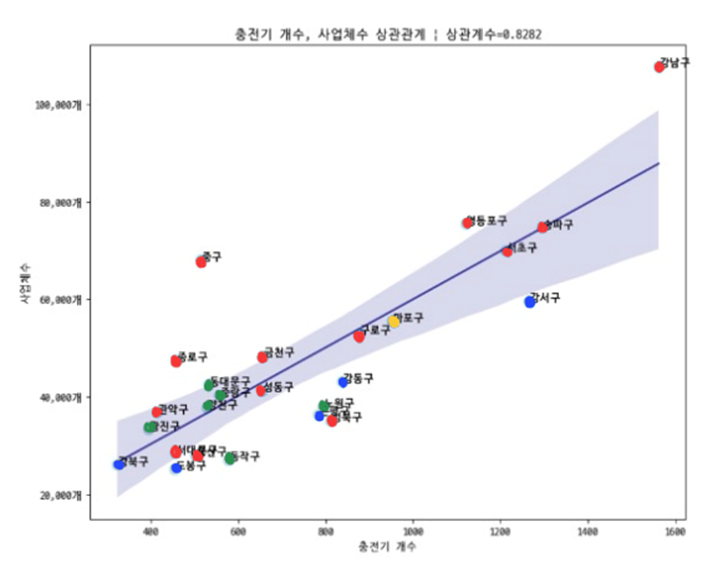 충전기 개수, 사업체수 상관관계 ¦ 상관계수=0.8282
강남구
100,000개
80,000개
영등포구
송파구
서초구
중구
사업체수
60,000개
강서구
마포구
구로구
종로구
금천구
강동구
동대문구
성동구
40,000개
노원구
관악구
성북구
광진구
동작구
강북구
도봉구
20,000개
400 600 800 1000 1200 1400 1600
충전기 개수